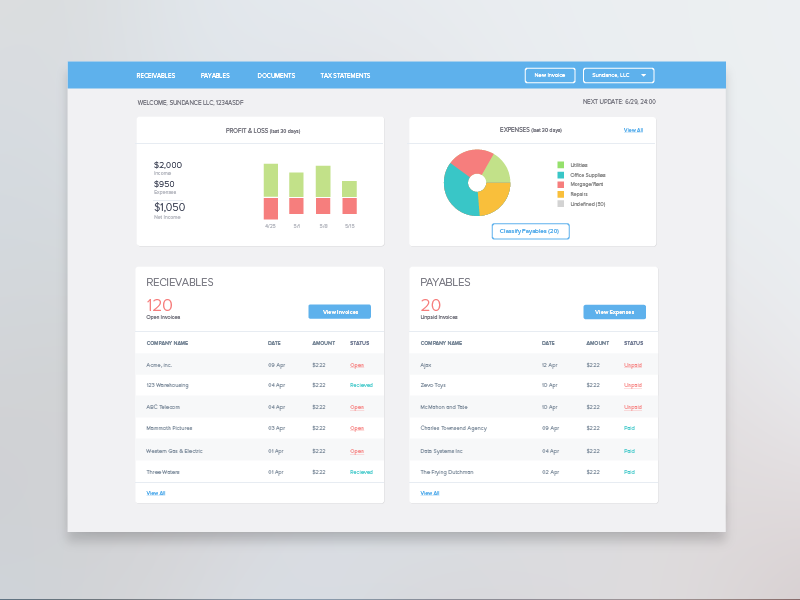 RECEIVABLES PAYABLES DOCUMENTS TAX STATEMENTS New Invoice Sundance, LLC
WELCOME, SUNDANCE LLC, 1234ASDF NEXT UPDATE: 6/29, 24:00
PROFIT & LOSS (last 30 days)
$2,000
Income
$950
Expenses
$1,050
Net Income
4/25 5/1 5/8 5/15
EXPENSES (last 30 days) View All
Utilities
Office Supplies
Morgage/Rent
Repairs
Undefined (50)
Classify Payables (20)
RECIEVABLES
120
Open Invoices
View Invoices
COMPANY NAME DATE AMOUNT STATUS
Acme, Inc. 09 Apr $222 Open
123 Warehousing 04 Apr $222 Recieved
ABC Telecom 04 Apr $222 Open
Mammoth Pictures 03 Apr $222 Open
Western Gas & Electric 01 Apr $222 Open
Three Waters 01 Apr $222 Recieved
View All
PAYABLES
20
Unpaid Invoices
View Expenses
COMPANY NAME DATE AMOUNT STATUS
Ajax 12 Apr $222 Unpaid
Zevo Toys 10 Apr $222 Unpaid
McMahon and Tate 10 Apr $222 Unpaid
Charles Townsend Agency 09 Apr $222 Paid
Data Systems Inc 04 Apr $222 Paid
The Frying Dutchman 02 Apr $222 Paid
View All